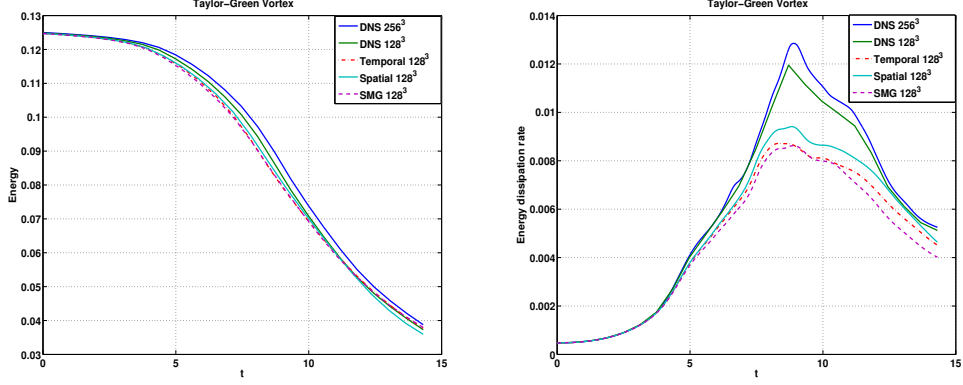 Taylor−Green Vortex
0.13
0.12
0.11
0.1
0.09
0.08
0.07
0.06
0.05
0.04
0.03
Energy
0
5
10
15
t
DNS 256³
DNS 128³
Temporal 128³
Spatial 128³
SMG 128³
Taylor−Green Vortex
0.014
0.012
0.01
0.008
0.006
0.004
0.002
0
Energy dissipation rate
0
5
10
15
t
DNS 256³
DNS 128³
Temporal 128³
Spatial 128³
SMG 128³